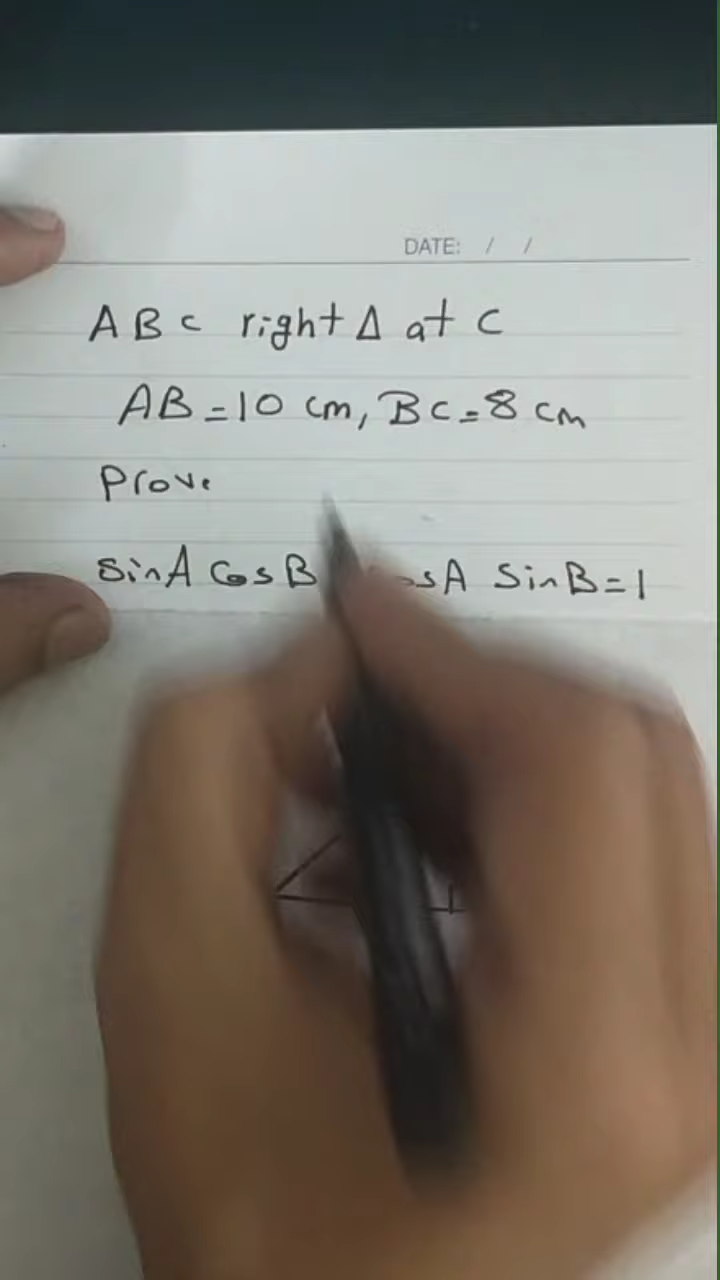 DATE: / /
ABC right Δ at C
AB=10 cm, BC=8 cm
Prove
sinA CosB sA SinB=1